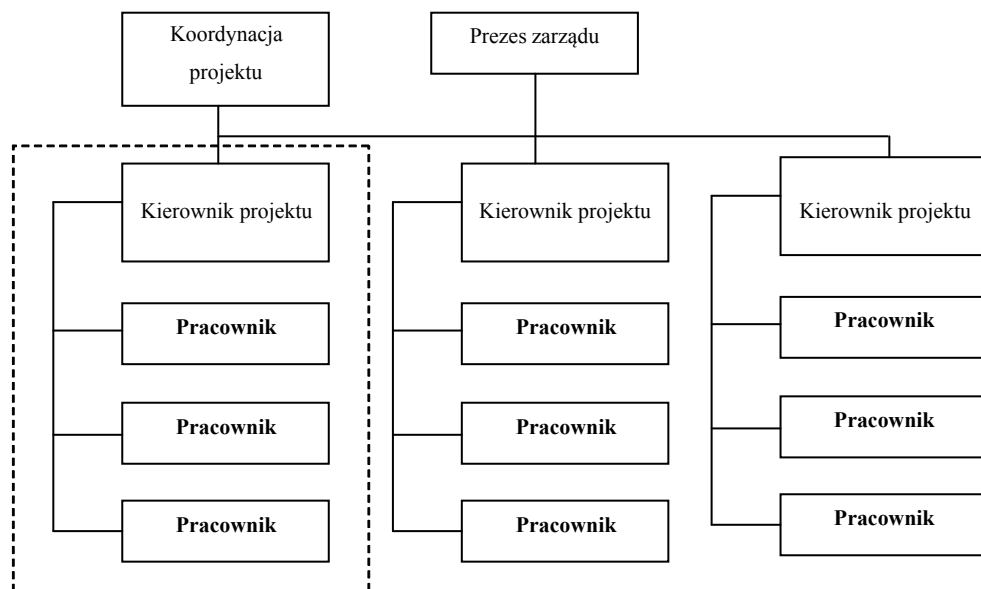 Koordynacja
projektu
Prezes zarządu
Kierownik projektu
Kierownik projektu
Kierownik projektu
Pracownik
Pracownik
Pracownik
Pracownik
Pracownik
Pracownik
Pracownik
Pracownik
Pracownik